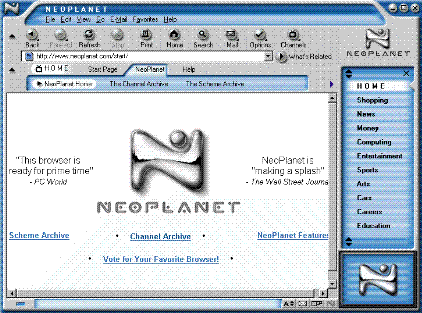 NEOPLANET
File Edit View Go E-Mail Favorites Help
Back Forward Refresh Stop Print Home Search Mail Options Channels
NEOPLANET
http://www.neoplanet.com/start/
What's Related
HOME Start Page NeoPlanet Help
NeoPlanet Home The Channel Archive The Scheme Archive
HOME
Shopping
News
Money
Computing
Entertainment
Sports
Arts
Cars
Careers
Education
"This browser is
ready for prime time"
- PC World
NeoPlanet is
"making a splash"
- The Wall Street Journa
NEOPLANET
Scheme Archive • Channel Archive • NeoPlanet Features
• Vote for Your Favorite Browser! •